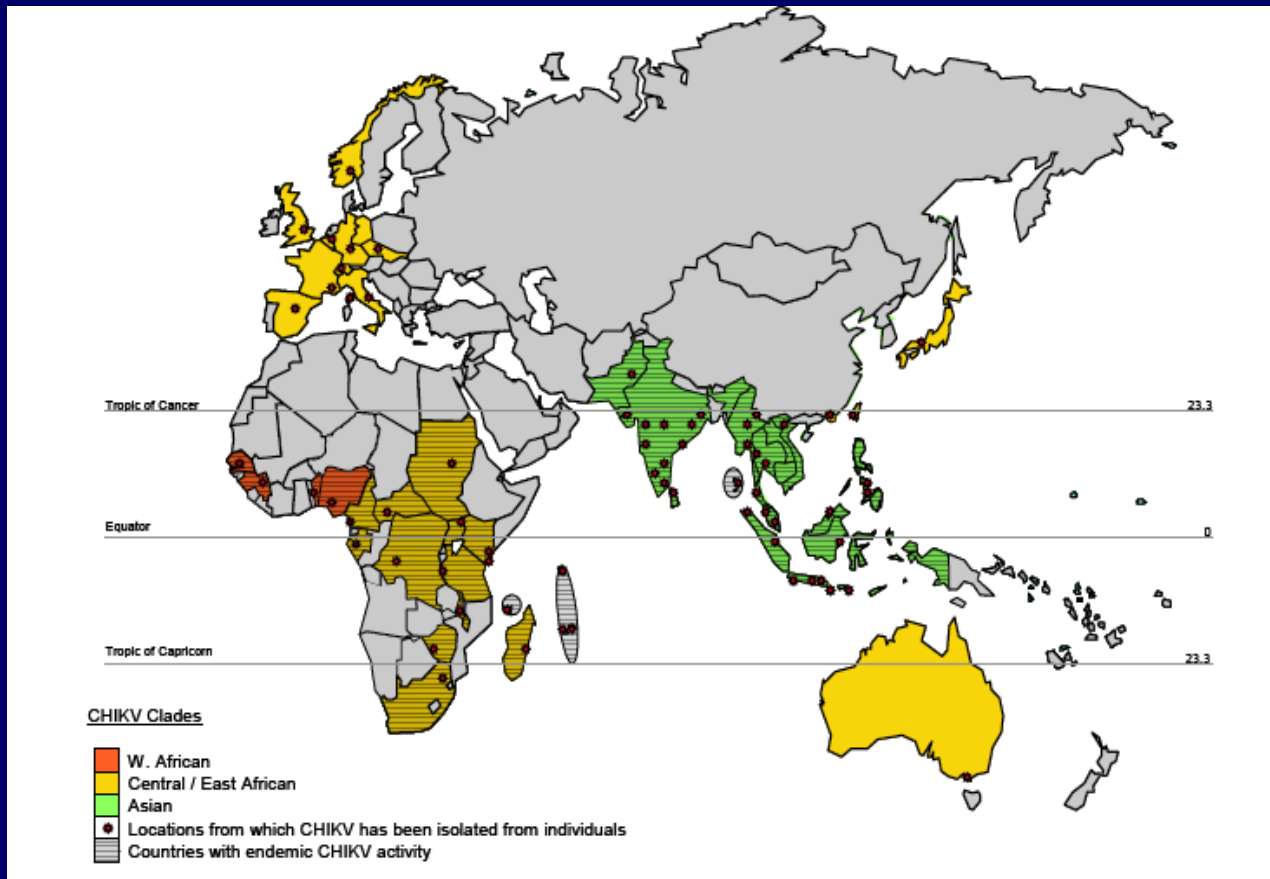 Tropic of Cancer 23.3
Equator 0
Tropic of Capricorn 23.3
CHIKV Clades
W. African
Central / East African
Asian
Locations from which CHIKV has been isolated from individuals
Countries with endemic CHIKV activity